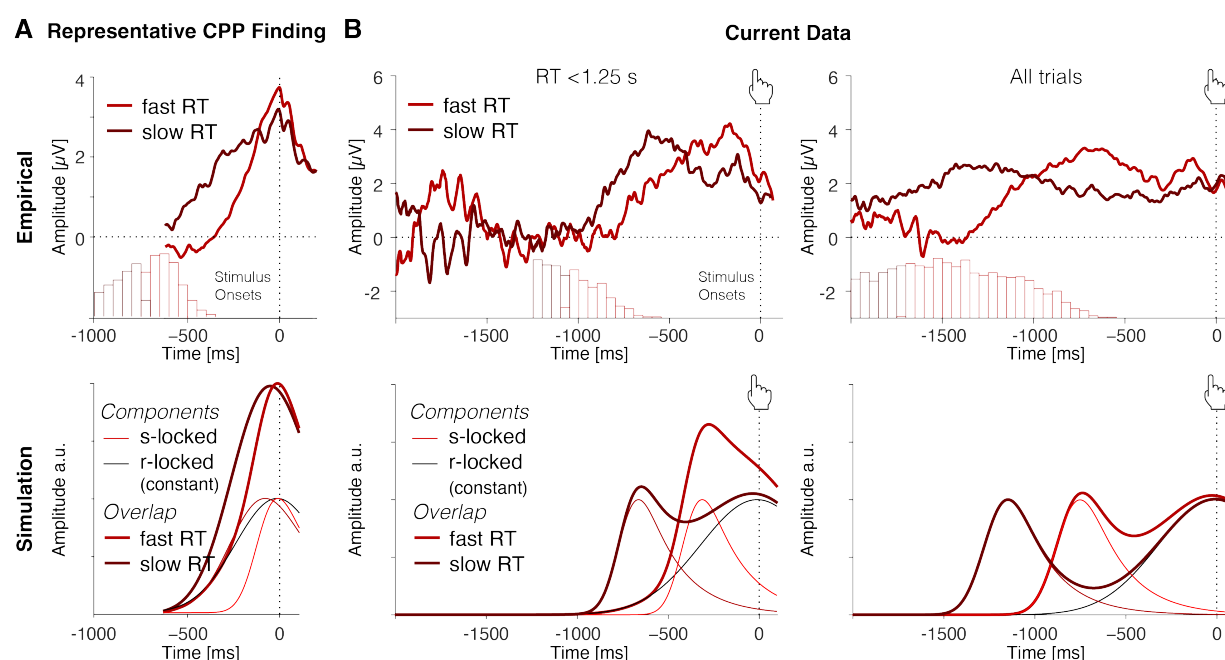 A Representative CPP Finding B Current Data
RT <1.25 s
All trials
Empirical
Amplitude [µV]
4
2
0
fast RT
slow RT
Stimulus
Onsets
-1000 −500 0
Time [ms]
Amplitude [µV]
6
4
2
0
-2
fast RT
slow RT
Stimulus
Onsets
-1500 -1000 −500 0
Time [ms]
Amplitude [µV]
6
4
2
0
-2
-1500 -1000 −500 0
Time [ms]
Simulation
Amplitude a.u.
Components
s-locked
r-locked
(constant)
Overlap
fast RT
slow RT
-1000 −500 0
Time [ms]
Amplitude a.u.
Components
s-locked
r-locked
(constant)
Overlap
fast RT
slow RT
-1500 -1000 −500 0
Time [ms]
Amplitude a.u.
-1500 -1000 −500 0
Time [ms]